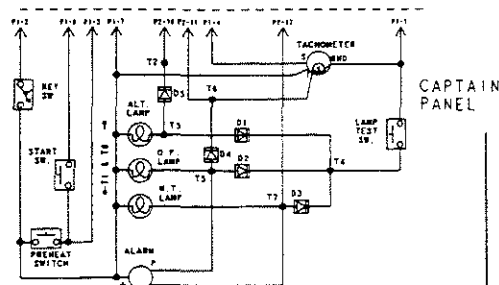 P1-2 P1-8 P1-3 P1-7 P2-10 P2-11 P1-4 P2-12 P1-1
TACHOMETER
S GND
T2
T6
D5
KEY
SW
CAPTAIN
PANEL
ALT.
LAMP
T3
D1
LAMP
TEST
SW.
START
SW.
O.P.
LAMP
D4
T5
D2
T4
W.T.
LAMP
T7
D3
PREHEAT
SWITCH
ALARM
P
+